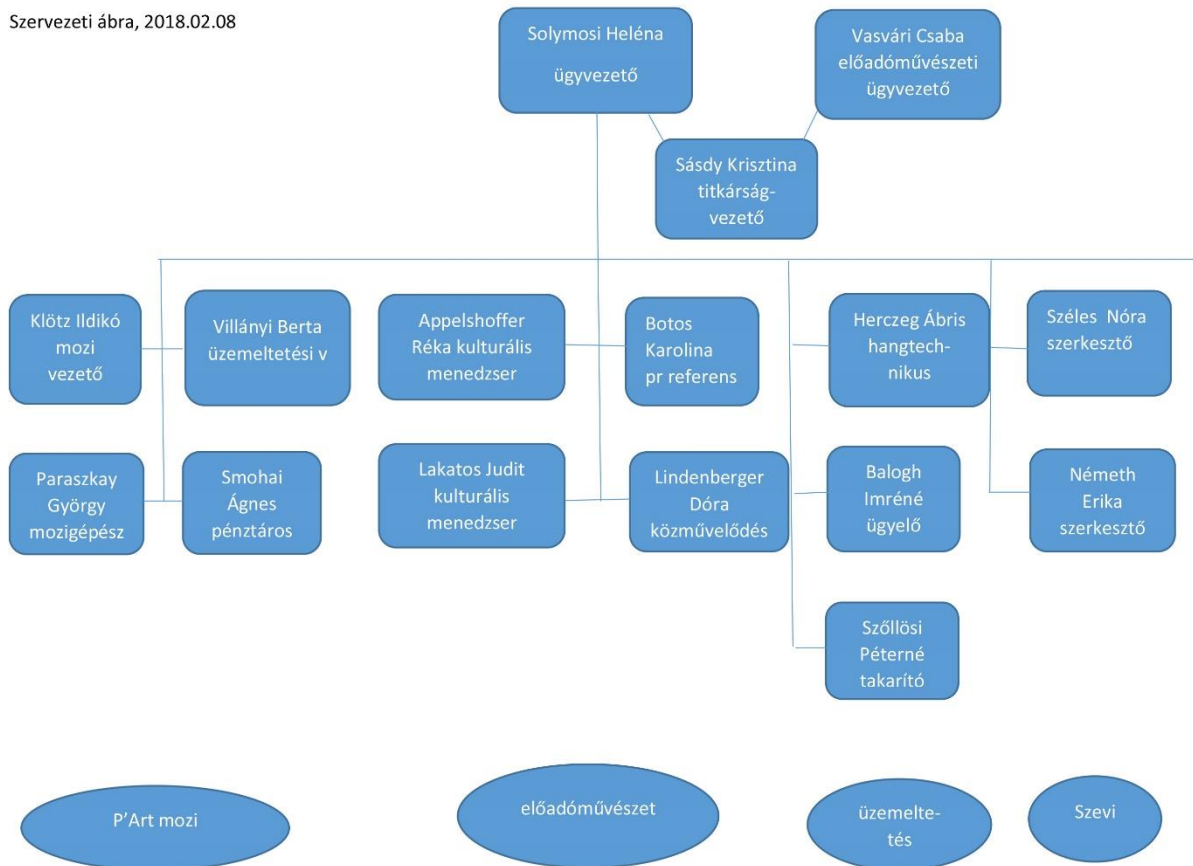 Szervezeti ábra, 2018.02.08
Solymosi Heléna
ügyvezető
Vasvári Csaba
előadóművészeti
ügyvezető
Sásdy Krisztina
titkárság-
vezető
Klötz Ildikó
mozi
vezető
Villányi Berta
üzemeltetési v
Appelshoffer
Réka kulturális
menedzser
Botos
Karolina
pr referens
Herczeg Ábris
hangtech-
nikus
Széles Nóra
szerkesztő
Paraszkay
György
mozigépész
Smohai
Ágnes
pénztáros
Lakatos Judit
kulturális
menedzser
Lindenberger
Dóra
közművelődés
Balogh
Imréné
ügyelő
Németh
Erika
szerkesztő
Szőllösi
Péterné
takarító
P'Art mozi
előadóművészet
üzemelte-
tés
Szevi